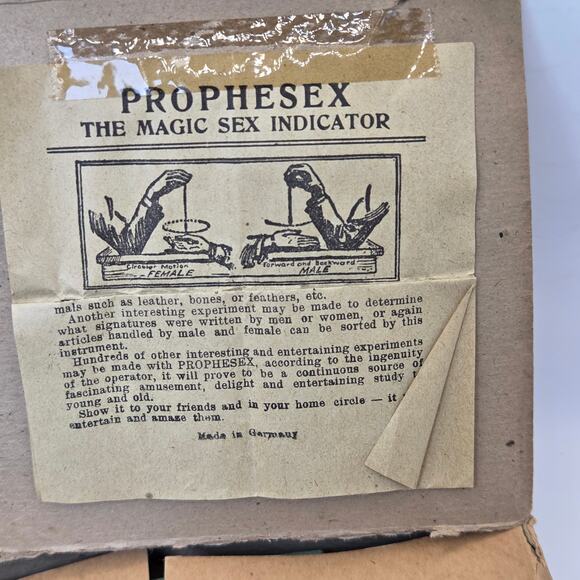 PROPHESEX
THE MAGIC SEX INDICATOR
Circular Motion
FEMALE
Forward and Backward
MALE
mals such as leather, bones, or feathers, etc.
Another interesting experiment may be made to determine
what signatures were written by men or women, or again
articles handled by male and female can be sorted by this
instrument.
Hundreds of other interesting and entertaining experiments
may be made with PROPHESEX, according to the ingenuity
of the operator, it will prove to be a continuous source of
fascinating amusement, delight and entertaining study
young and old.
Show it to your friends and in your home circle — it
entertain and amaze them.
Made in Germany